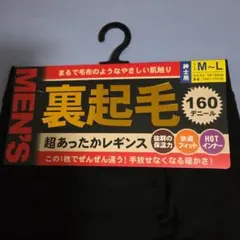 まるで毛布のようなやさしい肌触り
紳士用
M~L
MEN'S
裏起毛
160
デニール
超あったかレギンス
抜群の
保温力
快適
フィット
HOT
インナー
この1枚でぜんぜん違う!手放せなくなる暖かさ!